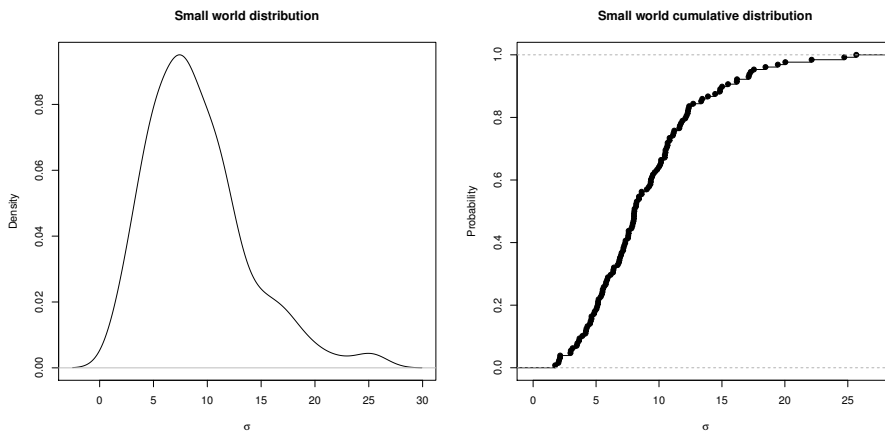 Small world distribution
Density
0.00 0.02 0.04 0.06 0.08
0 5 10 15 20 25 30
σ
Small world cumulative distribution
Probability
0.0 0.2 0.4 0.6 0.8 1.0
0 5 10 15 20 25
σ